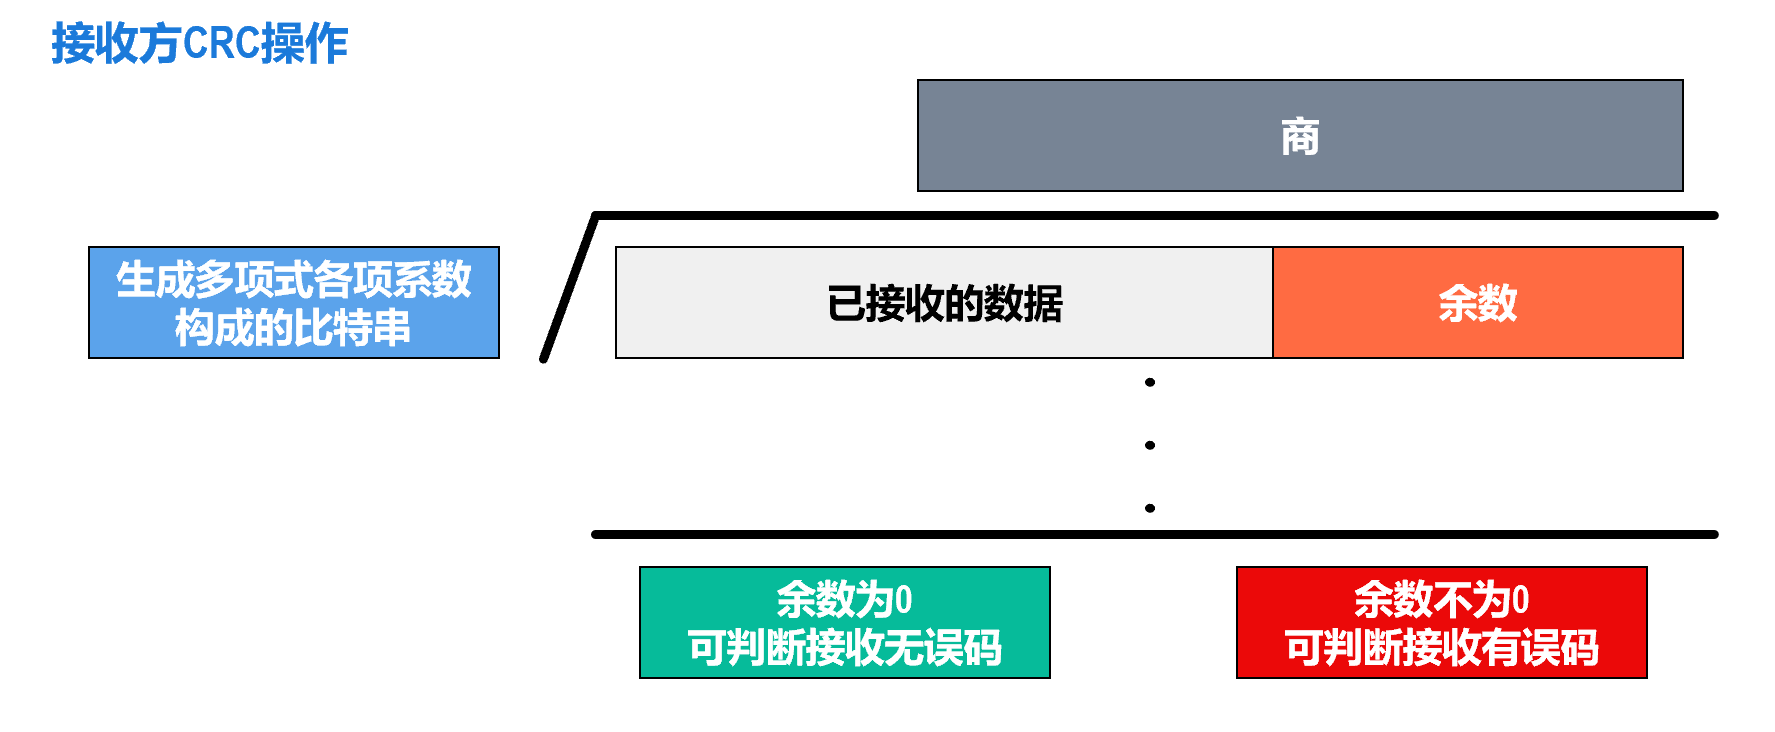 接收方CRC操作
商
生成多项式各项系数
构成的比特串
已接收的数据
余数
余数为0
可判断接收无误码
余数不为0
可判断接收有误码